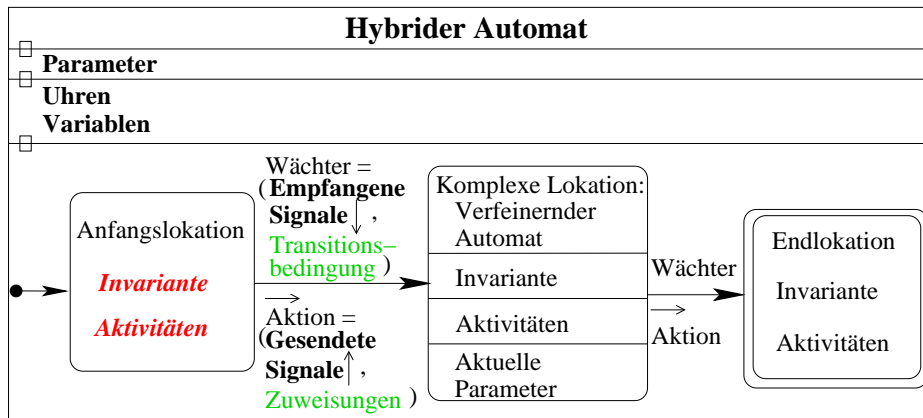 Hybrider Automat
Parameter
Uhren
Variablen
Anfangslokation
Invariante
Aktivitäten
Wächter =
(Empfangene
Signale ,
Transitions–
bedingung )
Aktion =
(Gesendete
Signale ,
Zuweisungen )
Komplexe Lokation:
Verfeinernder
Automat
Invariante
Aktivitäten
Aktuelle
Parameter
Wächter
Aktion
Endlokation
Invariante
Aktivitäten